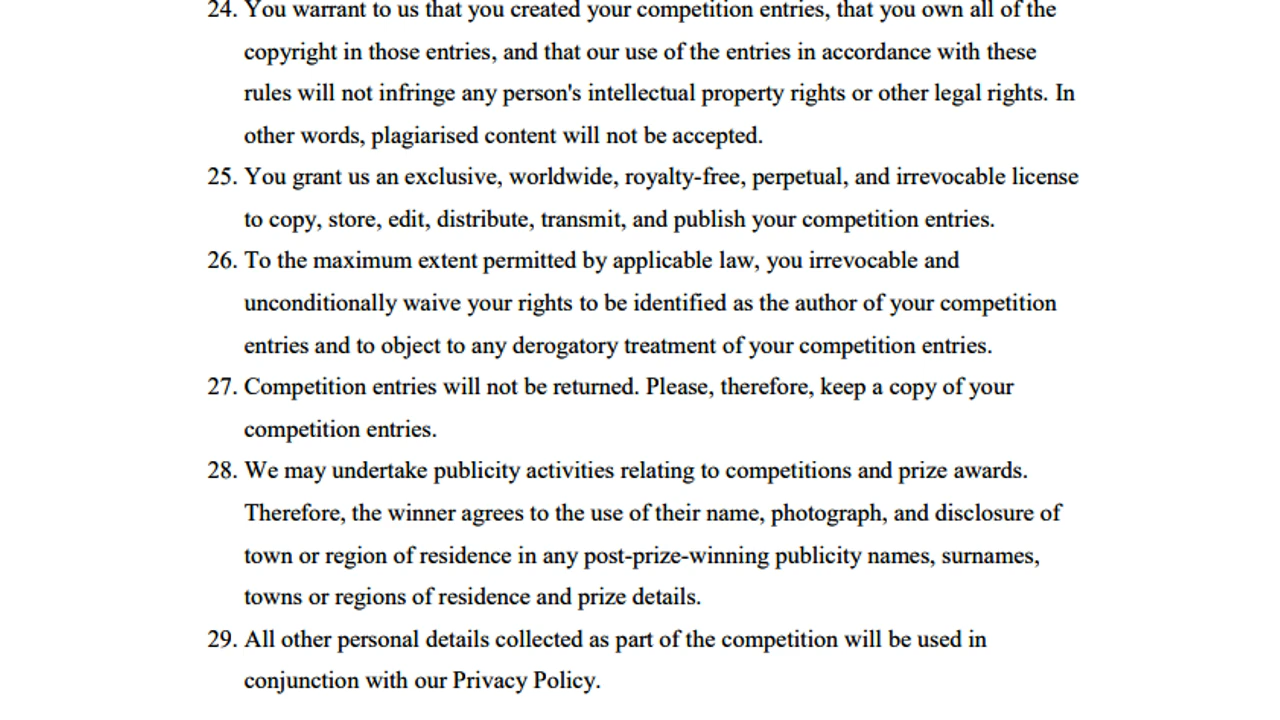 24. You warrant to us that you created your competition entries, that you own all of the
copyright in those entries, and that our use of the entries in accordance with these
rules will not infringe any person's intellectual property rights or other legal rights. In
other words, plagiarised content will not be accepted.
25. You grant us an exclusive, worldwide, royalty-free, perpetual, and irrevocable license
to copy, store, edit, distribute, transmit, and publish your competition entries.
26. To the maximum extent permitted by applicable law, you irrevocable and
unconditionally waive your rights to be identified as the author of your competition
entries and to object to any derogatory treatment of your competition entries.
27. Competition entries will not be returned. Please, therefore, keep a copy of your
competition entries.
28. We may undertake publicity activities relating to competitions and prize awards.
Therefore, the winner agrees to the use of their name, photograph, and disclosure of
town or region of residence in any post-prize-winning publicity names, surnames,
towns or regions of residence and prize details.
29. All other personal details collected as part of the competition will be used in
conjunction with our Privacy Policy.